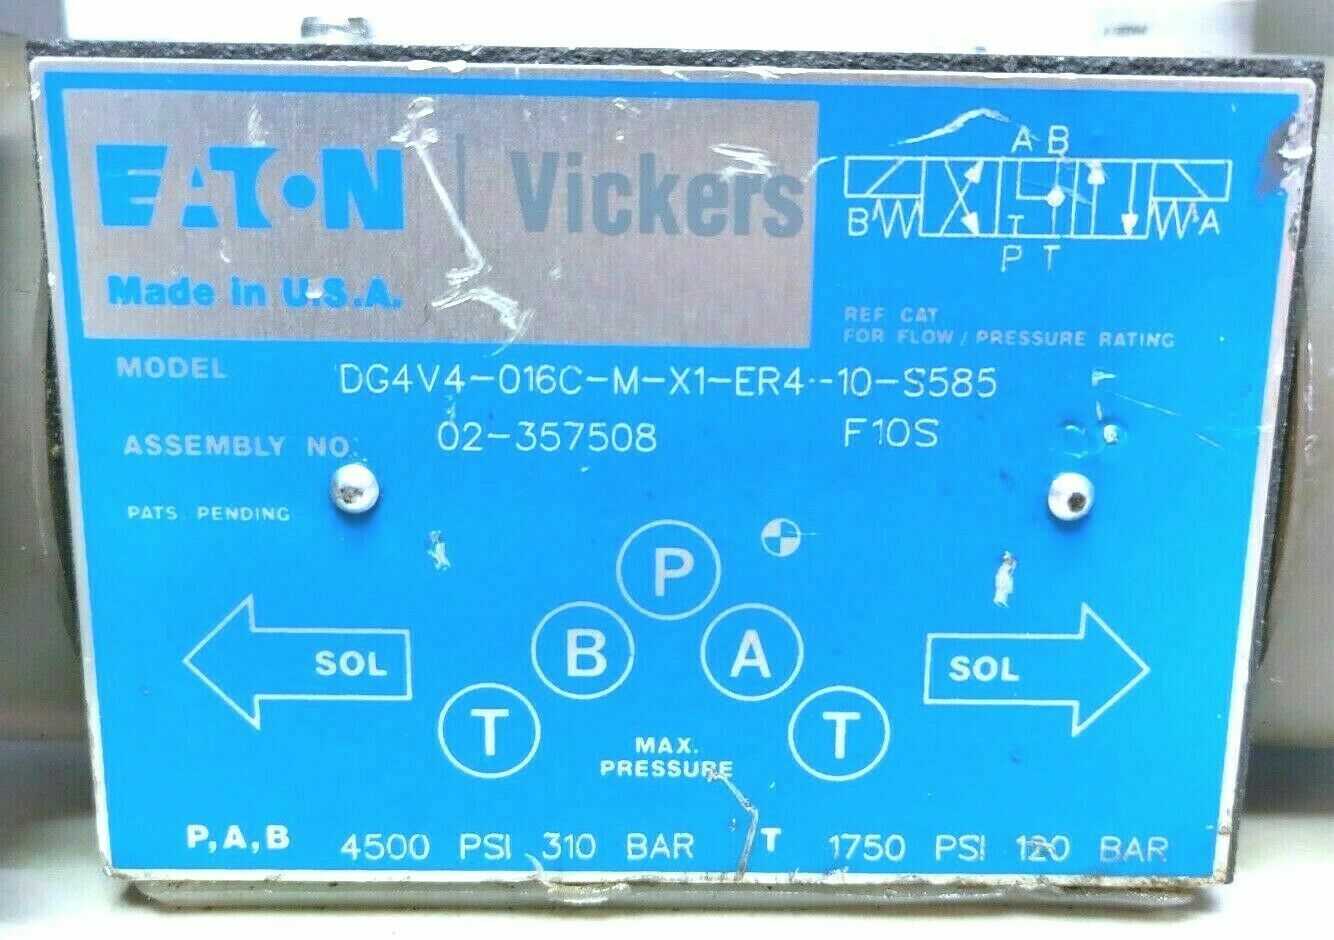 EATON | Vickers
Made in U.S.A.
A B
B A
T
P T
REF CAT.
FOR FLOW / PRESSURE RATING
MODEL DG4V4-016C-M-X1-ER4--10-S585
ASSEMBLY NO. 02-357508 F10S
PATS. PENDING
P
B A
SOL SOL
T T
MAX.
PRESSURE
P,A,B 4500 PSI 310 BAR T 1750 PSI 120 BAR